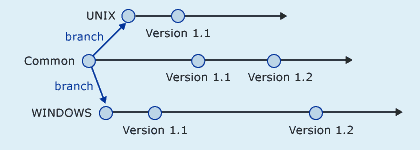 UNIX
Version 1.1
branch
Common
Version 1.1 Version 1.2
branch
WINDOWS
Version 1.1 Version 1.2